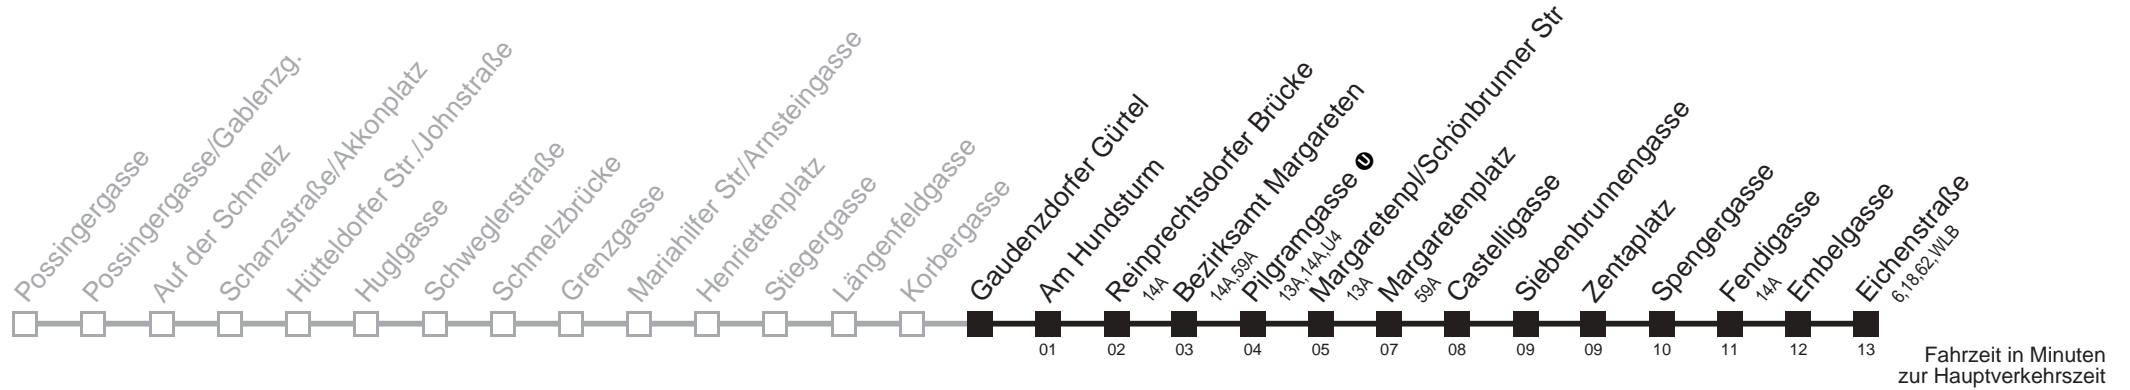 Possingergasse
Possingergasse/Gablenzg.
Auf der Schmelz
Schanzstraße/Akkonplatz
Hütteldorfer Str./Johnstraße
Huglgasse
Schweglerstraße
Schmelzbrücke
Grenzgasse
Mariahilfer Str/Arnsteingasse
Henriettenplatz
Stiegergasse
Längenfeldgasse
Korbergasse
Gaudenzdorfer Gürtel
Am Hundsturm
01
Reinprechtsdorfer Brücke
14A
02
Bezirksamt Margareten
14A,59A
03
Pilgramgasse U
13A,14A,U4
04
Margaretenpl/Schönbrunner Str
13A
05
Margaretenplatz
59A
07
Castelligasse
08
Siebenbrunnengasse
09
Zentaplatz
09
Spengergasse
10
Fendigasse
14A
11
Embelgasse
12
Eichenstraße
6,18,62,WLB
13
Fahrzeit in Minuten
zur Hauptverkehrszeit